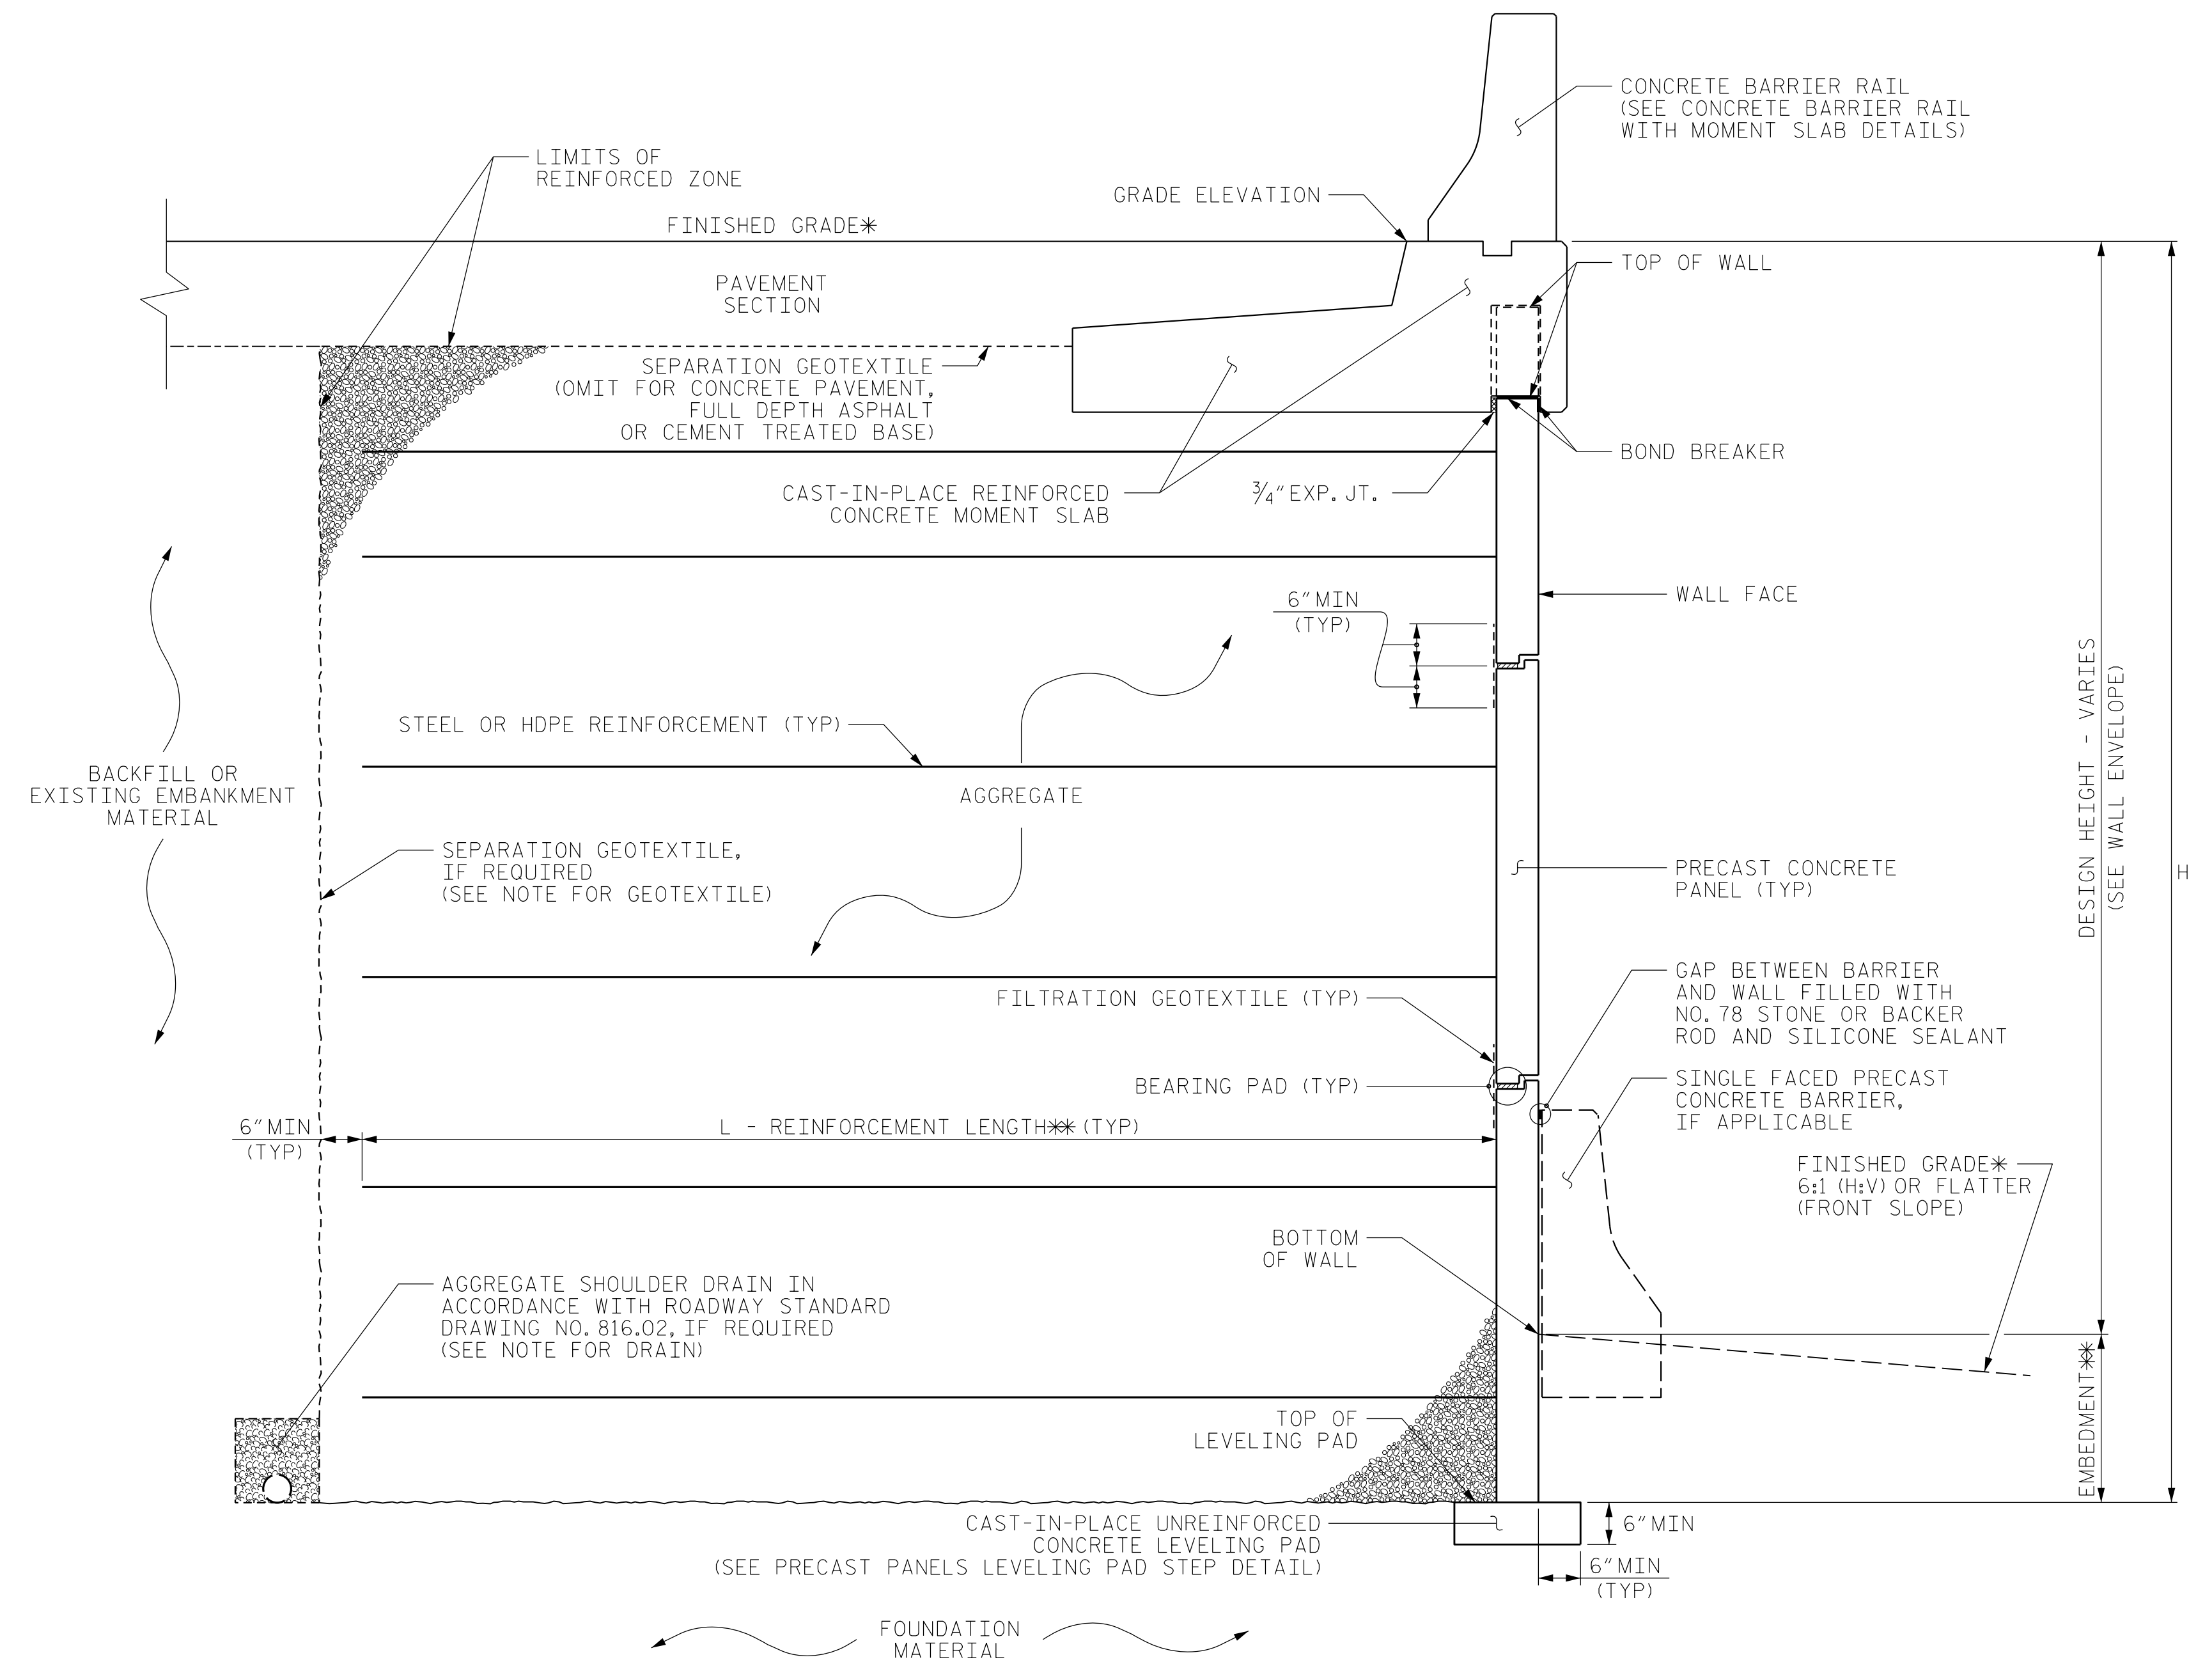 CONCRETE BARRIER RAIL
(SEE CONCRETE BARRIER RAIL
WITH MOMENT SLAB DETAILS)
LIMITS OF
REINFORCED ZONE
GRADE ELEVATION
FINISHED GRADE*
TOP OF WALL
PAVEMENT
SECTION
SEPARATION GEOTEXTILE
(OMIT FOR CONCRETE PAVEMENT,
FULL DEPTH ASPHALT
OR CEMENT TREATED BASE)
BOND BREAKER
CAST-IN-PLACE REINFORCED
CONCRETE MOMENT SLAB
3/4" EXP. JT.
WALL FACE
6" MIN
(TYP)
STEEL OR HDPE REINFORCEMENT (TYP)
BACKFILL OR
EXISTING EMBANKMENT
MATERIAL
AGGREGATE
DESIGN HEIGHT - VARIES
(SEE WALL ENVELOPE)
H
SEPARATION GEOTEXTILE,
IF REQUIRED
(SEE NOTE FOR GEOTEXTILE)
PRECAST CONCRETE
PANEL (TYP)
GAP BETWEEN BARRIER
AND WALL FILLED WITH
NO. 78 STONE OR BACKER
ROD AND SILICONE SEALANT
FILTRATION GEOTEXTILE (TYP)
BEARING PAD (TYP)
SINGLE FACED PRECAST
CONCRETE BARRIER,
IF APPLICABLE
6" MIN
(TYP)
L - REINFORCEMENT LENGTH** (TYP)
FINISHED GRADE*
6:1 (H:V) OR FLATTER
(FRONT SLOPE)
BOTTOM
OF WALL
AGGREGATE SHOULDER DRAIN IN
ACCORDANCE WITH ROADWAY STANDARD
DRAWING NO. 816.02, IF REQUIRED
(SEE NOTE FOR DRAIN)
EMBEDMENT**
TOP OF
LEVELING PAD
CAST-IN-PLACE UNREINFORCED
CONCRETE LEVELING PAD
(SEE PRECAST PANELS LEVELING PAD STEP DETAIL)
6" MIN
6" MIN
(TYP)
FOUNDATION
MATERIAL